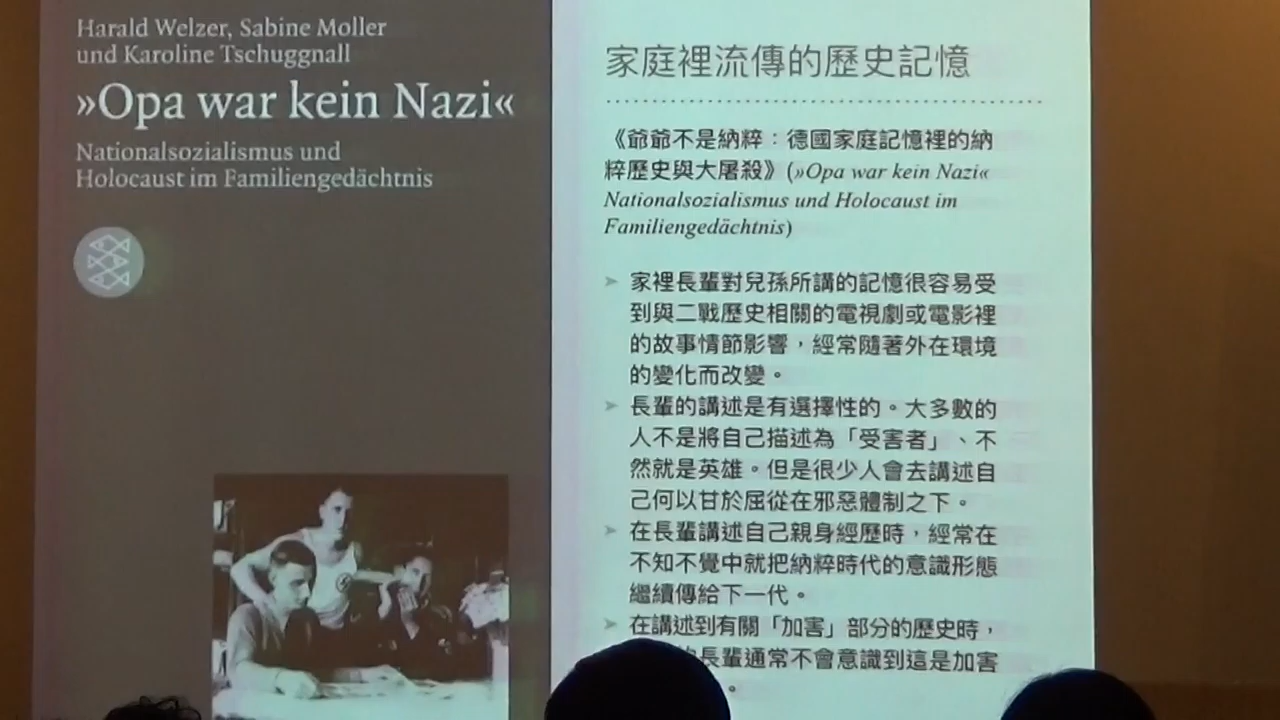 Harald Welzer, Sabine Moller
und Karoline Tschuggnall
»Opa war kein Nazi«
Nationalsozialismus und
Holocaust im Familiengedächtnis
家庭裡流傳的歷史記憶
《爺爺不是納粹：德國家庭記憶裡的納
粹歷史與大屠殺》(»Opa war kein Nazi«
Nationalsozialismus und Holocaust im
Familiengedächtnis)
➢ 家裡長輩對兒孫所講的記憶很容易受
到與二戰歷史相關的電視劇或電影裡
的故事情節影響，經常隨著外在環境
的變化而改變。
➢ 長輩的講述是有選擇性的。大多數的
人不是將自己描述為「受害者」、不
然就是英雄。但是很少人會去講述自
己何以甘於屈從在邪惡體制之下。
➢ 在長輩講述自己親身經歷時，經常在
不知不覺中就把納粹時代的意識形態
繼續傳給下一代。
➢ 在講述到有關「加害」部分的歷史時，
長輩通常不會意識到這是加害
。